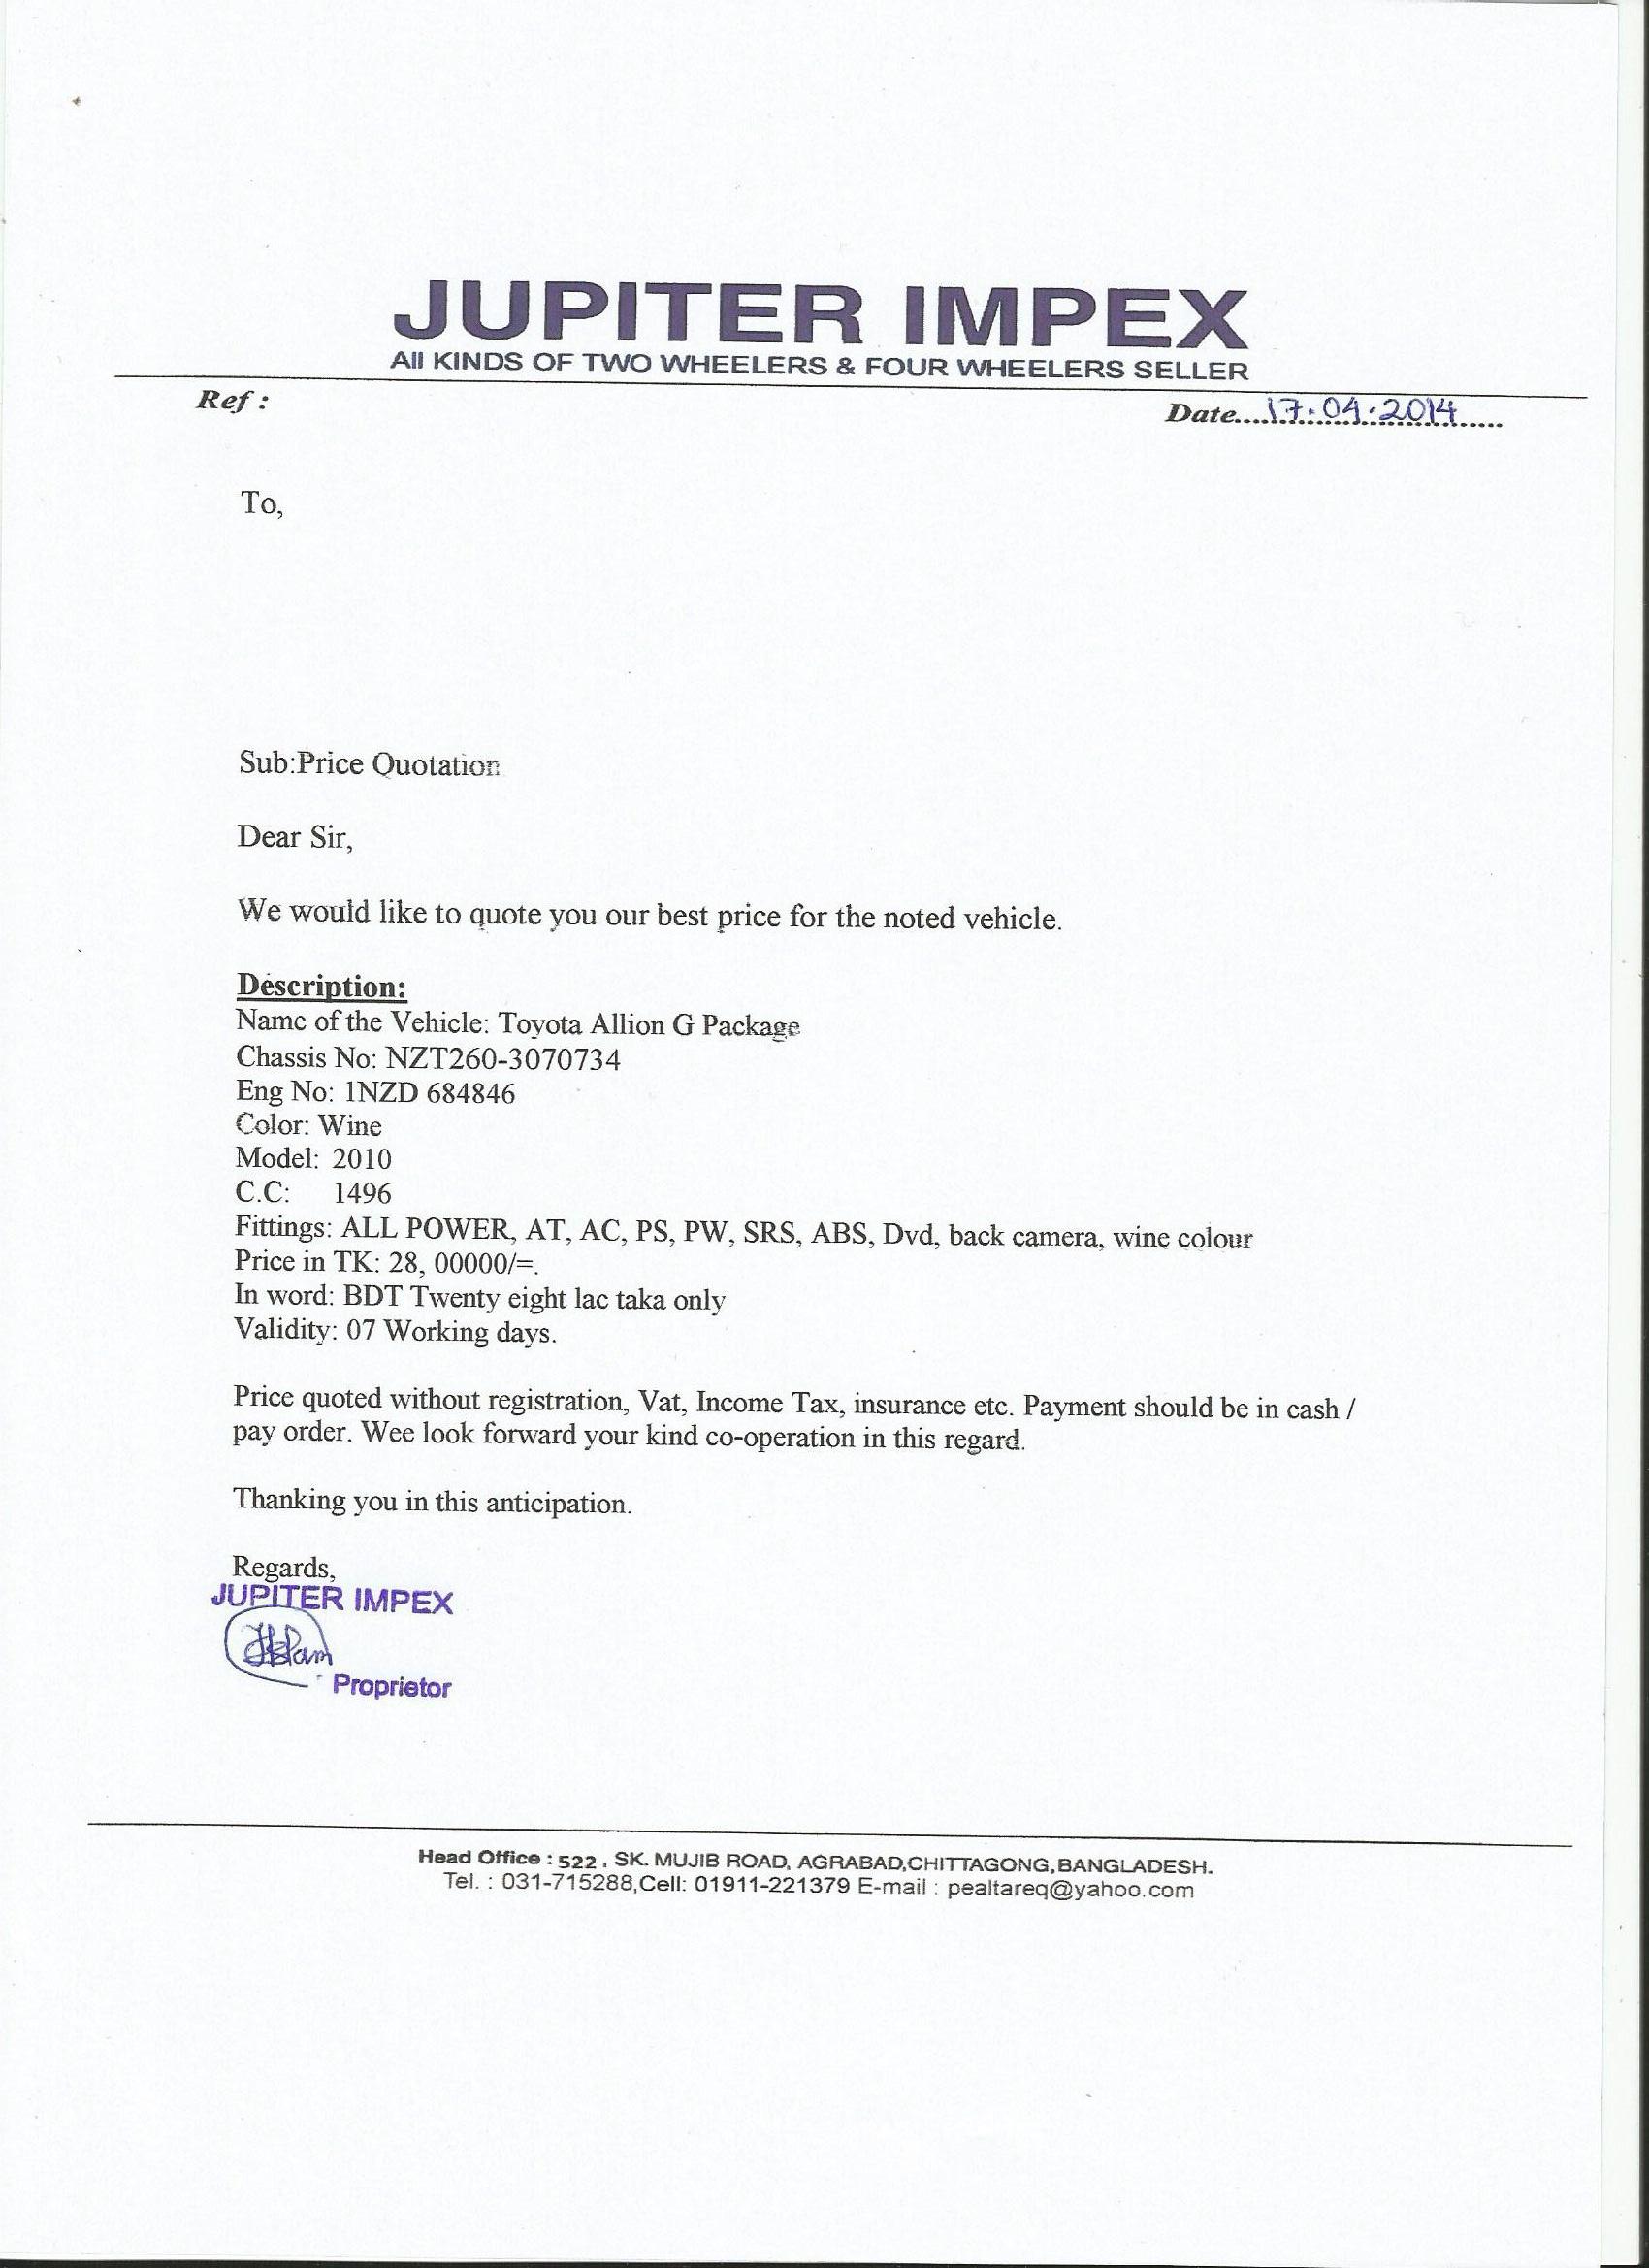 JUPITER IMPEX
All KINDS OF TWO WHEELERS & FOUR WHEELERS SELLER
Ref :
Date....17.04.2014......
To,
Sub:Price Quotation
Dear Sir,
We would like to quote you our best price for the noted vehicle.
Description:
Name of the Vehicle: Toyota Allion G Package
Chassis No: NZT260-3070734
Eng No: 1NZD 684846
Color: Wine
Model: 2010
C.C: 1496
Fittings: ALL POWER, AT, AC, PS, PW, SRS, ABS, Dvd, back camera, wine colour
Price in TK: 28, 00000/=.
In word: BDT Twenty eight lac taka only
Validity: 07 Working days.
Price quoted without registration, Vat, Income Tax, insurance etc. Payment should be in cash /
pay order. Wee look forward your kind co-operation in this regard.
Thanking you in this anticipation.
Regards,
JUPITER IMPEX
Proprietor
Head Office : 522 , SK. MUJIB ROAD, AGRABAD,CHITTAGONG,BANGLADESH.
Tel. : 031-715288,Cell: 01911-221379 E-mail : pealtareq@yahoo.com